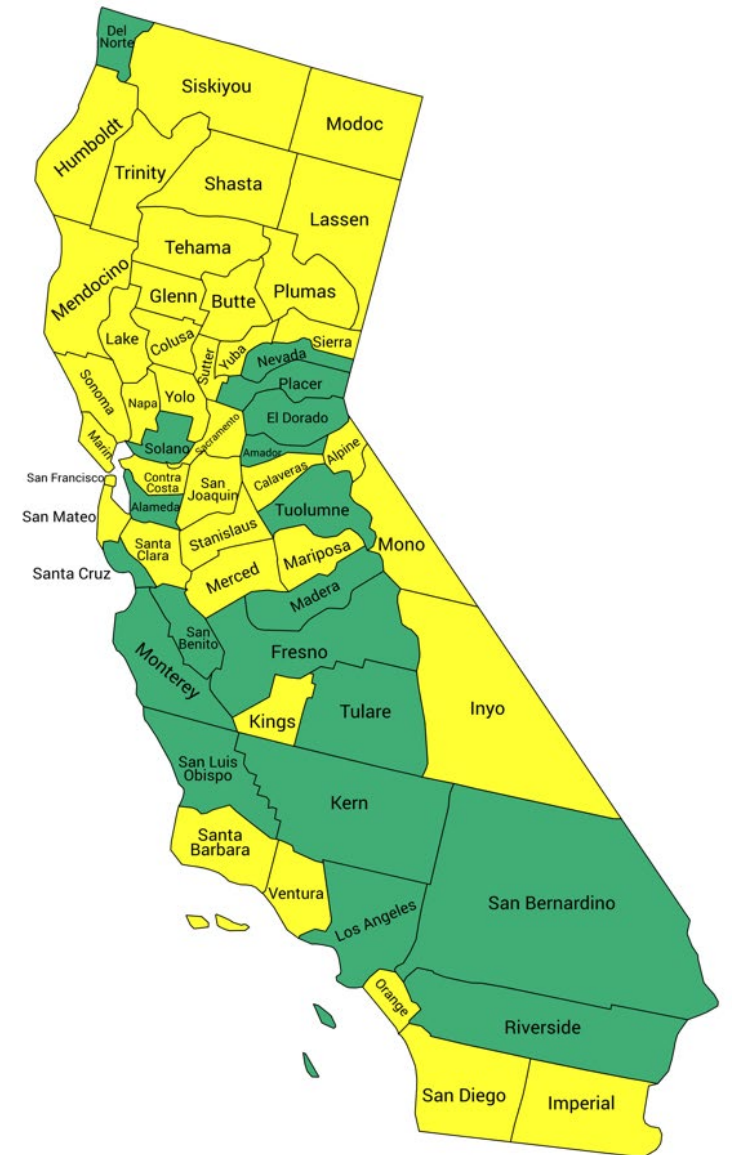 Del
Norte
Siskiyou
Modoc
Humboldt
Trinity
Shasta
Lassen
Tehama
Mendocino
Glenn
Butte
Plumas
Lake
Colusa
Sutter
Yuba
Sierra
Nevada
Placer
Sonoma
Napa
Yolo
El Dorado
Sacramento
Marin
Solano
Amador
Alpine
San Francisco
Contra
Costa
San
Joaquin
Calaveras
Alameda
Tuolumne
San Mateo
Santa
Clara
Stanislaus
Mariposa
Mono
Santa Cruz
Merced
Madera
San
Benito
Monterey
Fresno
Inyo
Kings
Tulare
San Luis
Obispo
Kern
Santa
Barbara
Ventura
Los Angeles
San Bernardino
Orange
Riverside
San Diego
Imperial